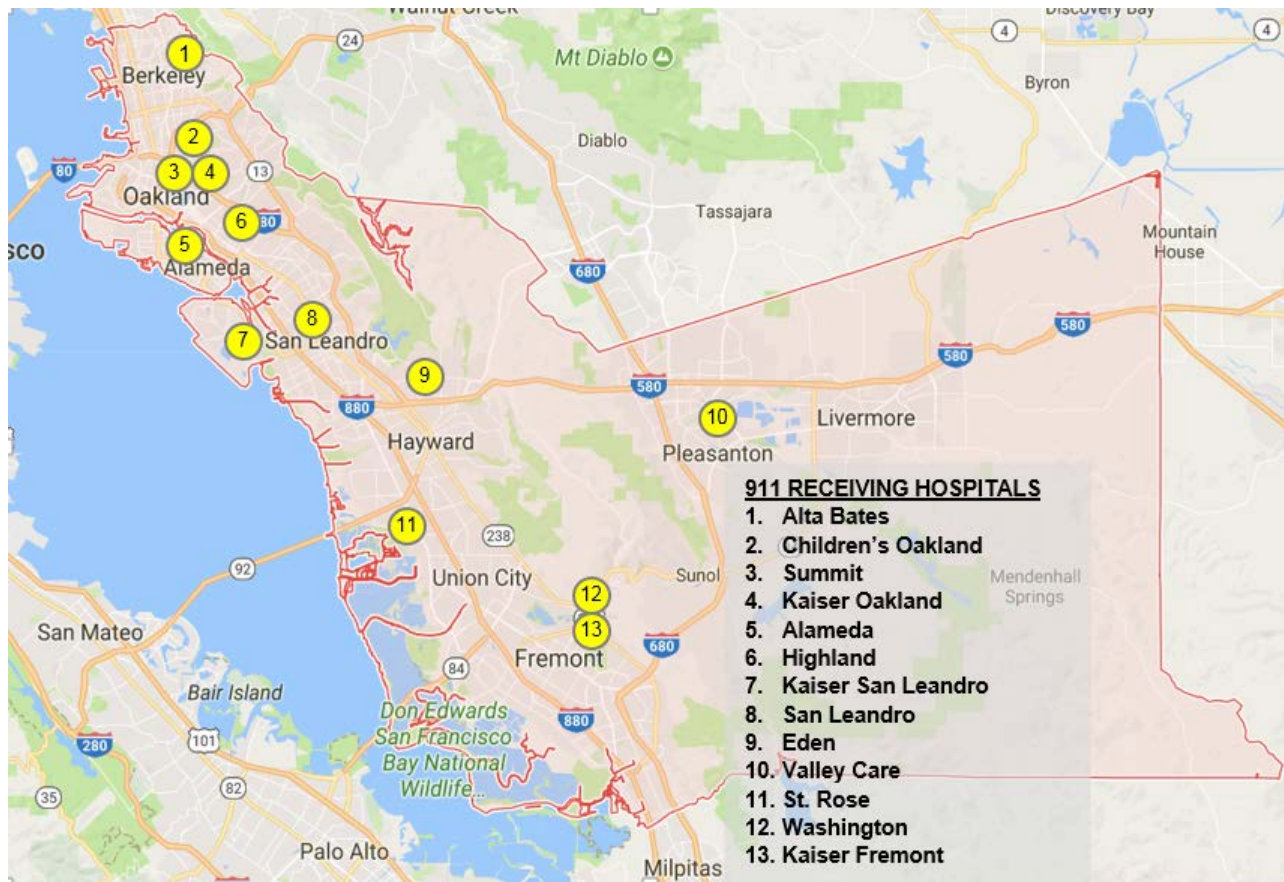 Walnut Creek
Discovery Bay
24
4
4
Mt Diablo
Byron
1
Berkeley
2
Diablo
80
3
4
13
Oakland
Tassajara
6
80
5
Mountain
House
sco
Alameda
680
8
580
7
San Leandro
580
9
580
880
10
Livermore
Hayward
Pleasanton
911 RECEIVING HOSPITALS
1. Alta Bates
2. Children's Oakland
3. Summit
4. Kaiser Oakland
5. Alameda
6. Highland
7. Kaiser San Leandro
8. San Leandro
9. Eden
10. Valley Care
11. St. Rose
12. Washington
13. Kaiser Fremont
11
238
92
Union City
Sunol
Mendenhall
Springs
12
San Mateo
13
Fremont
680
84
Bair Island
Don Edwards
San Francisco
Bay National
Wildlife...
880
101
280
82
35
Palo Alto
Milpitas